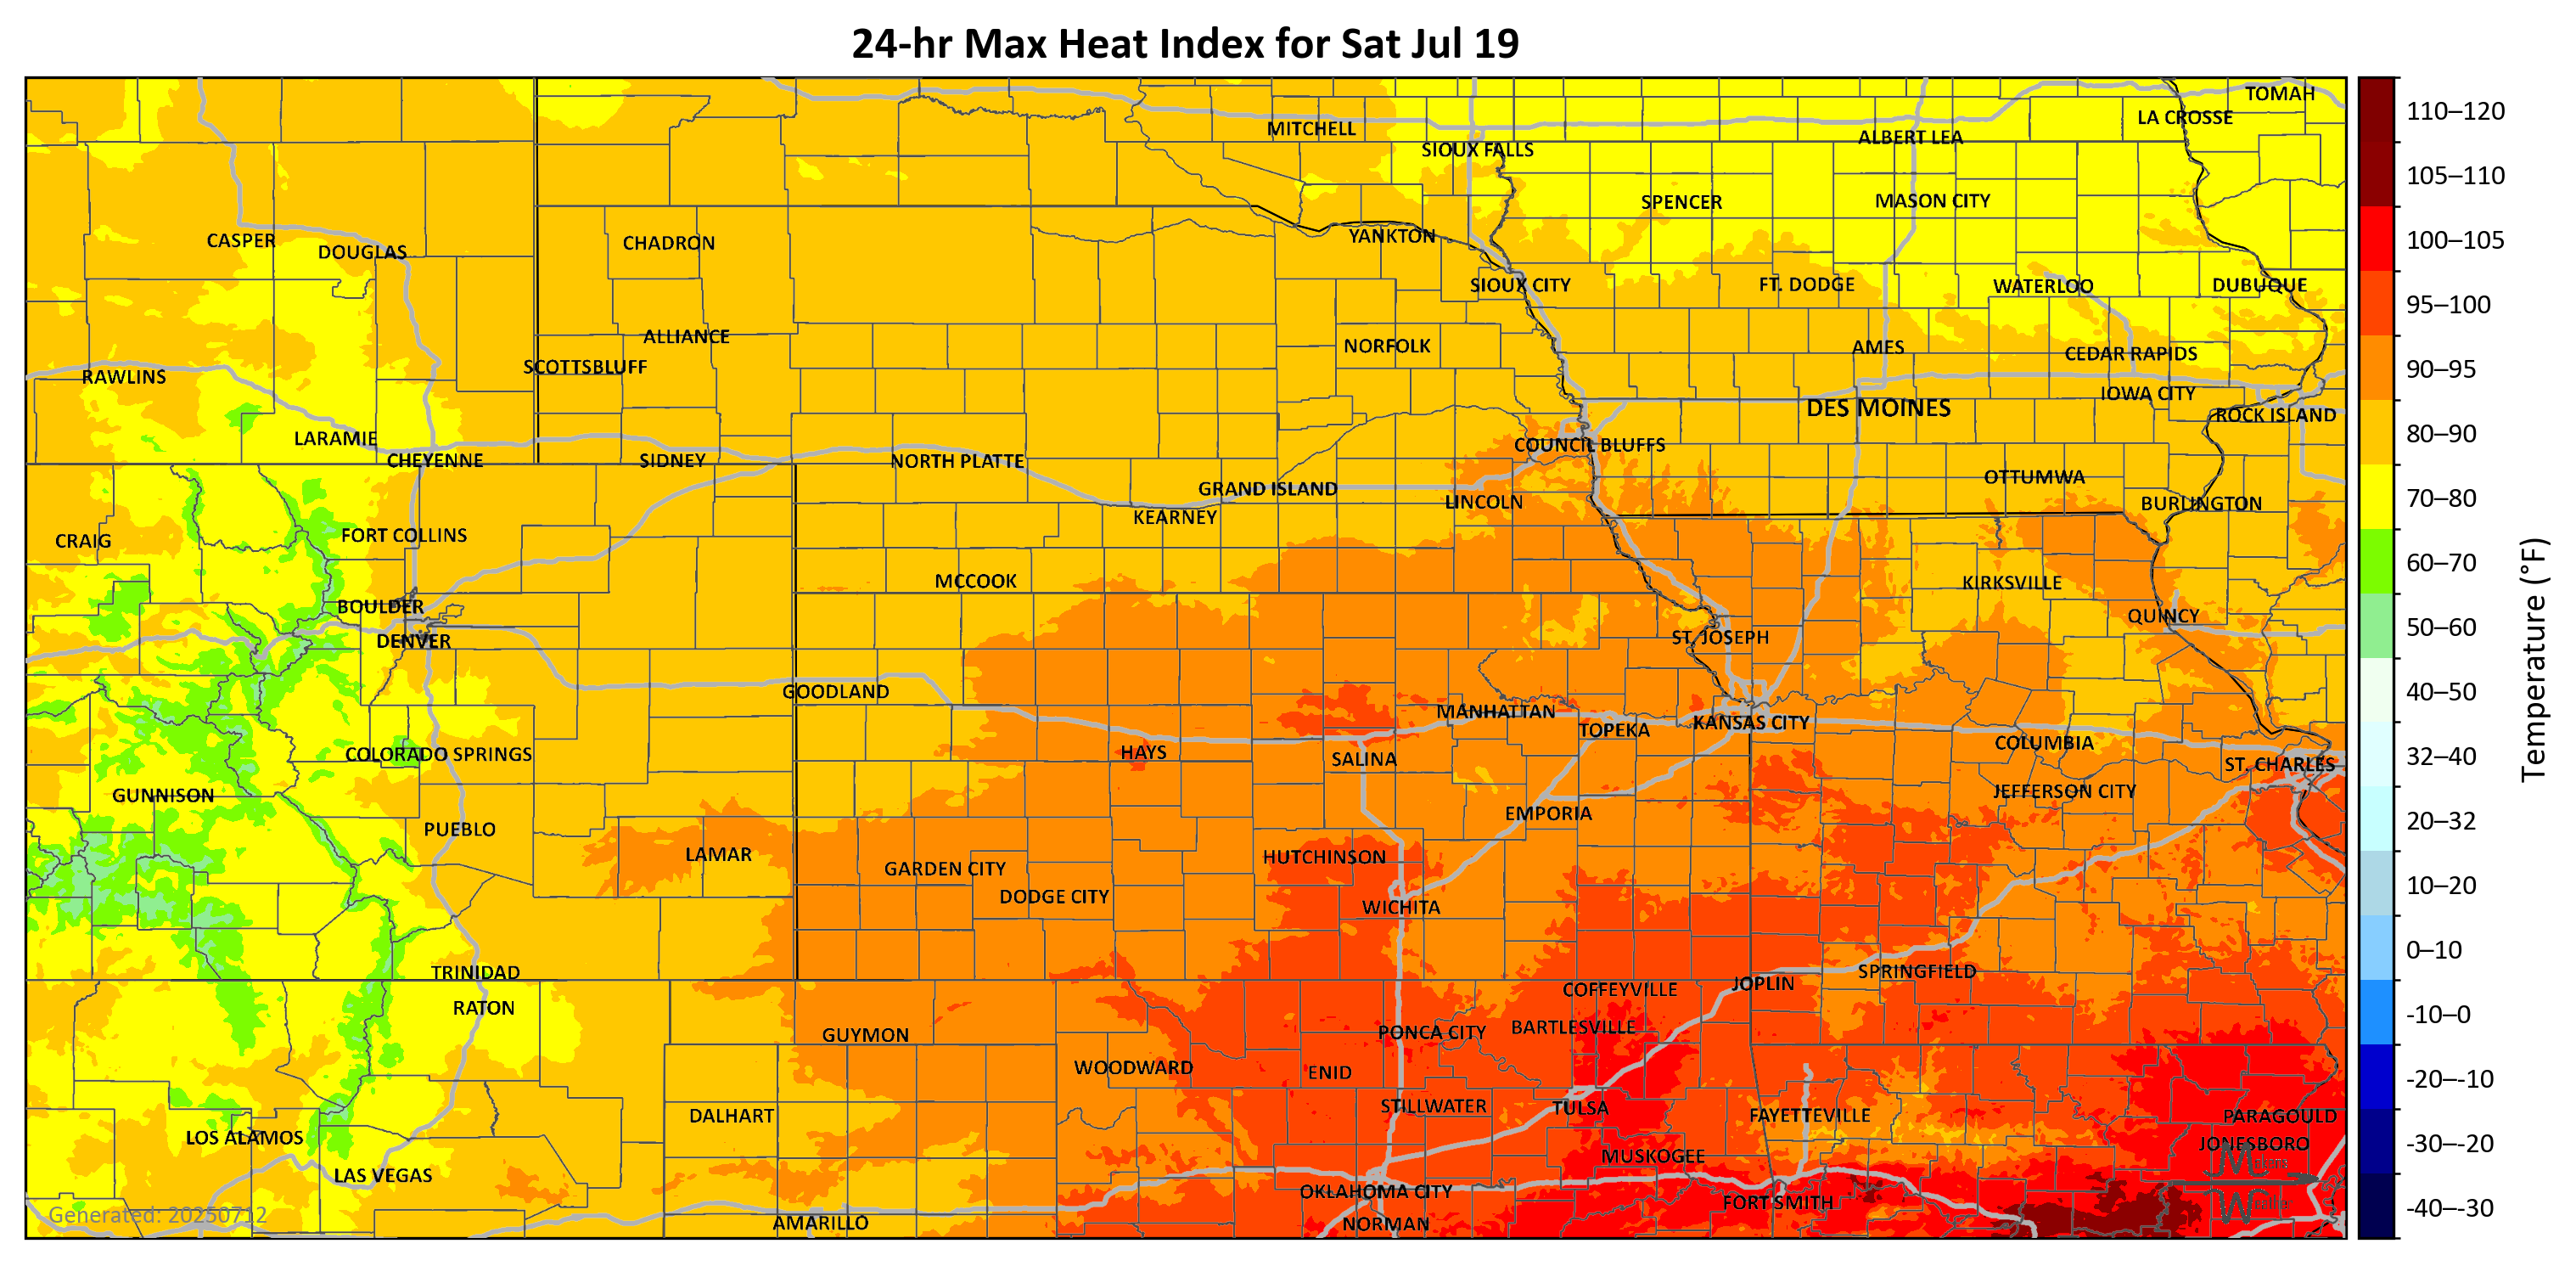 24-hr Max Heat Index for Sat Jul 19
TOMAH
LA CROSSE
MITCHELL
ALBERT LEA
SIOUX FALLS
SPENCER
MASON CITY
CASPER
DOUGLAS
CHADRON
YANKTON
SIOUX CITY
FT. DODGE
WATERLOO
DUBUQUE
ALLIANCE
NORFOLK
AMES
CEDAR RAPIDS
SCOTTSBLUFF
RAWLINS
IOWA CITY
DES MOINES
ROCK ISLAND
LARAMIE
COUNCIL BLUFFS
CHEYENNE
SIDNEY
NORTH PLATTE
OTTUMWA
GRAND ISLAND
LINCOLN
BURLINGTON
KEARNEY
FORT COLLINS
CRAIG
MCCOOK
KIRKSVILLE
BOULDER
QUINCY
DENVER
ST. JOSEPH
GOODLAND
MANHATTAN
KANSAS CITY
TOPEKA
COLUMBIA
COLORADO SPRINGS
HAYS
SALINA
ST. CHARLES
GUNNISON
JEFFERSON CITY
EMPORIA
PUEBLO
LAMAR
HUTCHINSON
GARDEN CITY
DODGE CITY
WICHITA
TRINIDAD
SPRINGFIELD
JOPLIN
COFFEYVILLE
RATON
GUYMON
PONCA CITY
BARTLESVILLE
WOODWARD
ENID
STILLWATER
TULSA
DALHART
FAYETTEVILLE
PARAGOULD
LOS ALAMOS
JONESBORO
MUSKOGEE
LAS VEGAS
OKLAHOMA CITY
FORT SMITH
AMARILLO
NORMAN
Generated: 20250712
110–120
105–110
100–105
95–100
90–95
80–90
70–80
60–70
50–60
40–50
32–40
20–32
10–20
0–10
-10–0
-20–-10
-30–-20
-40–-30
Temperature (°F)